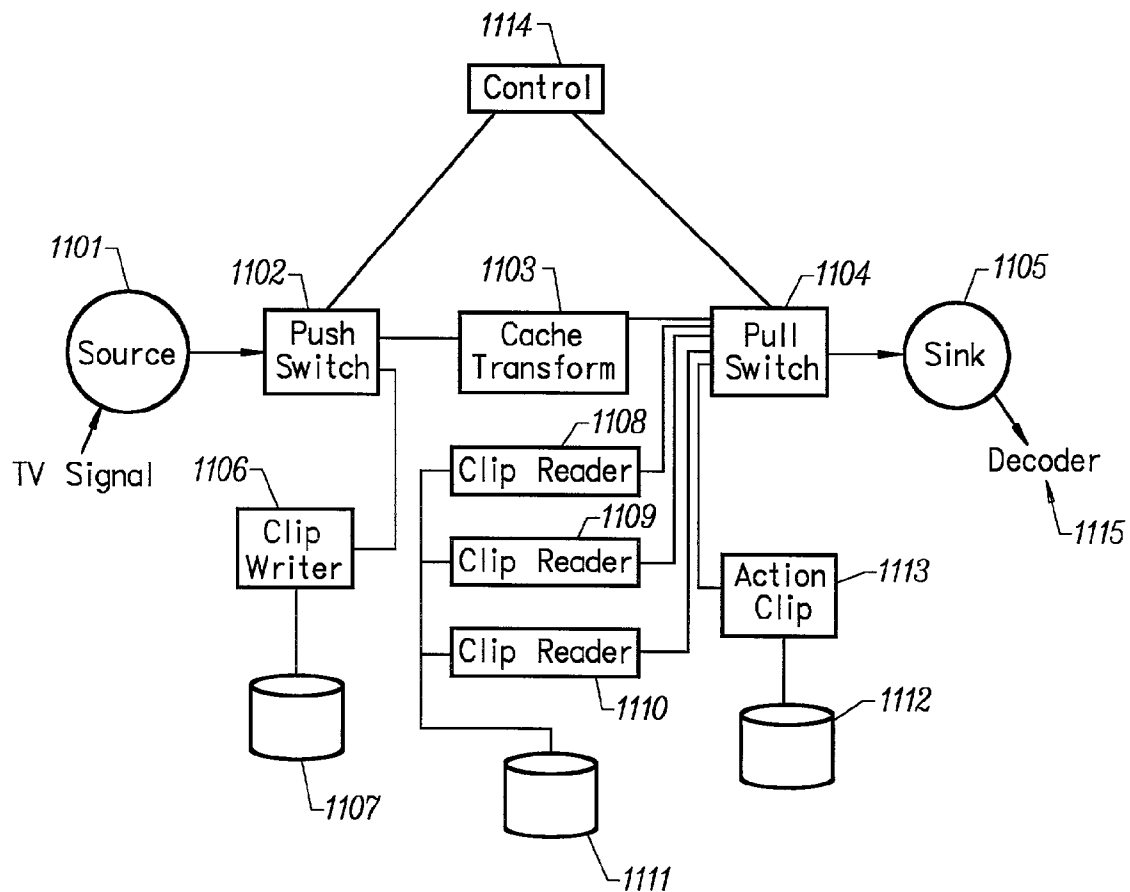 1114
Control
1101
1102
1103
1104
1105
Source
Push
Switch
Cache
Transform
Pull
Switch
Sink
TV Signal
Decoder
1115
1106
Clip
Writer
1108
Clip Reader
1109
Clip Reader
Clip Reader
1110
Action
Clip
1113
1107
1111
1112